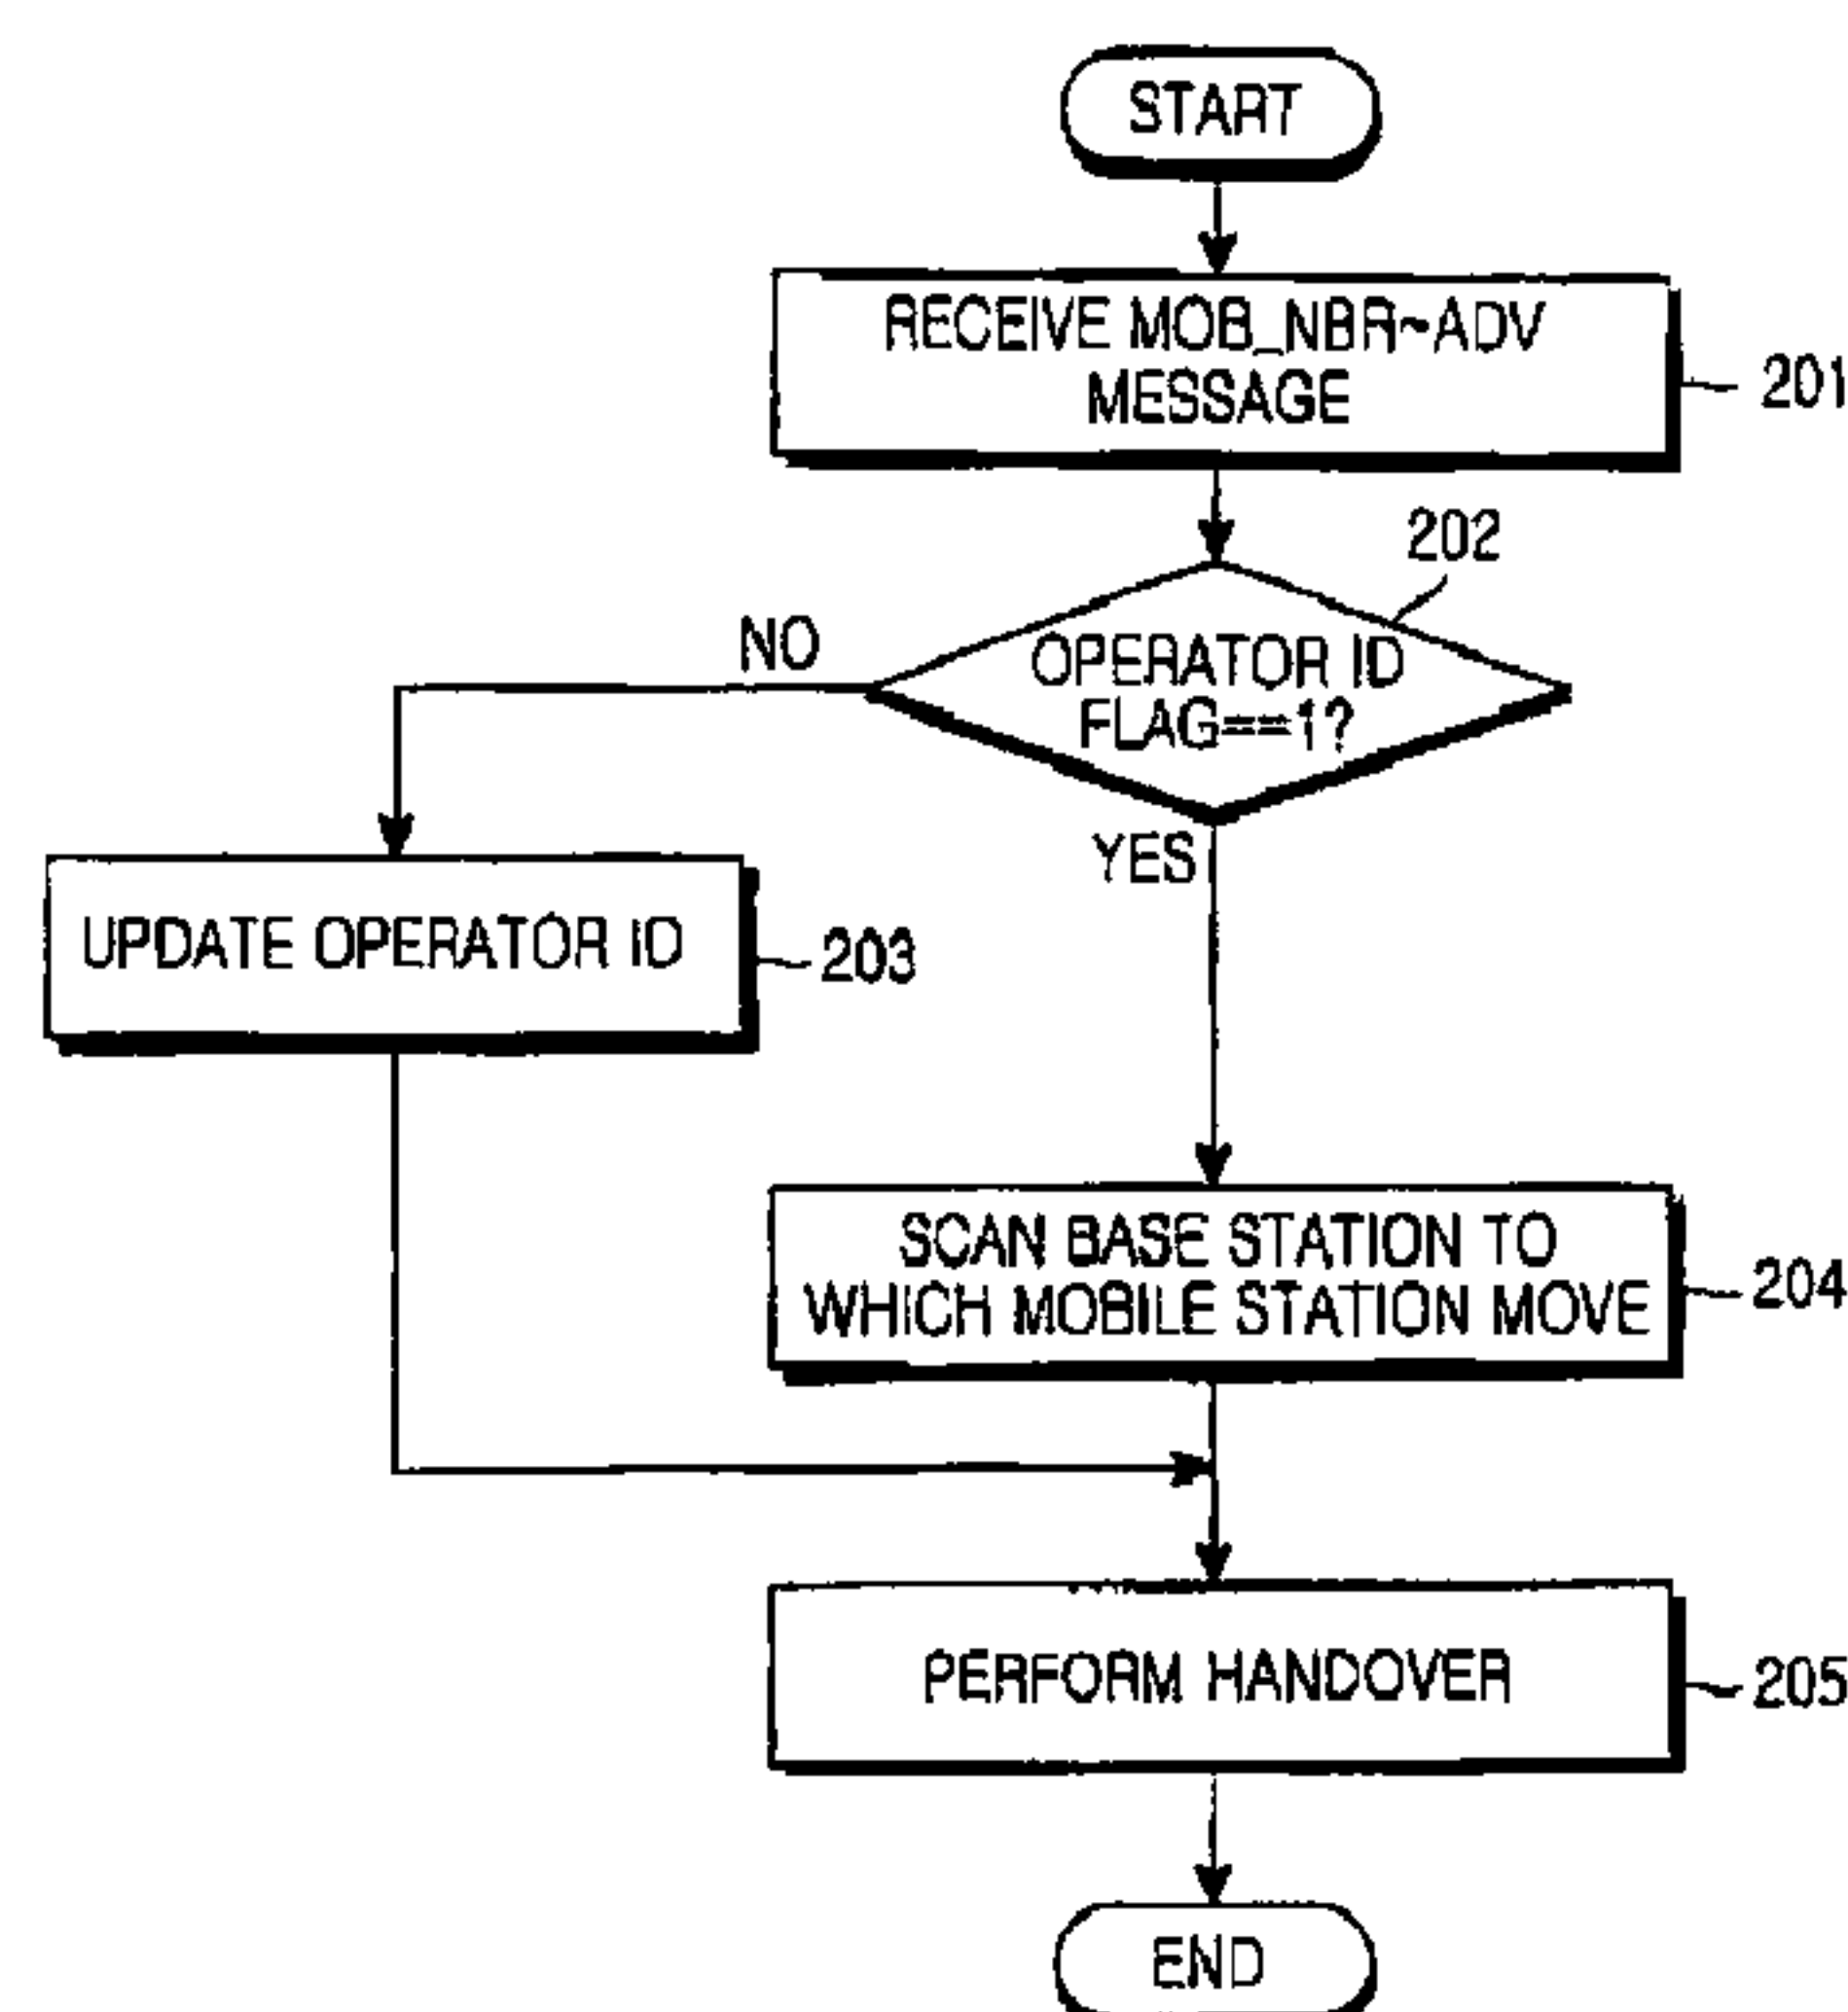 START
RECEIVE MOB_NBR~ADV
MESSAGE
201
202
NO
OPERATOR ID
FLAG==1?
YES
UPDATE OPERATOR ID
203
SCAN BASE STATION TO
WHICH MOBILE STATION MOVE
204
PERFORM HANDOVER
205
END